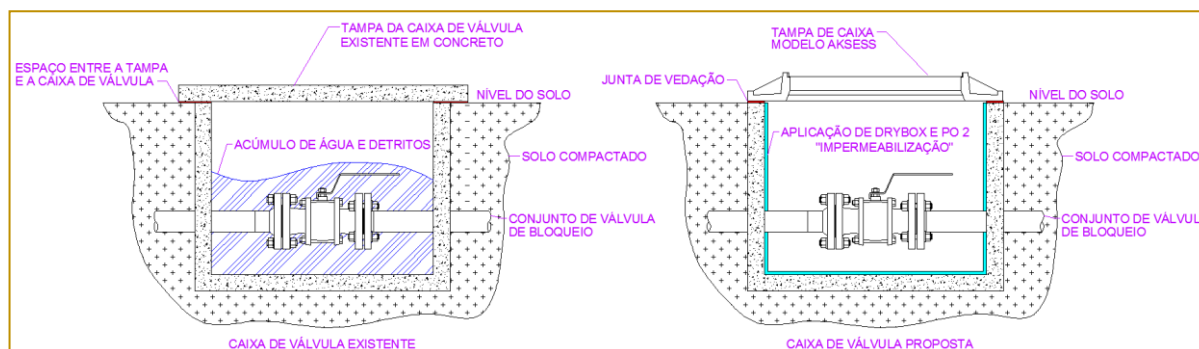 TAMPA DA CAIXA DE VÁLVULA
EXISTENTE EM CONCRETO
ESPAÇO ENTRE A TAMPA
E A CAIXA DE VÁLVULA
NÍVEL DO SOLO
ACÚMULO DE ÁGUA E DETRITOS
SOLO COMPACTADO
CONJUNTO DE VÁLVULA
DE BLOQUEIO
CAIXA DE VÁLVULA EXISTENTE
TAMPA DE CAIXA
MODELO AKSESS
JUNTA DE VEDAÇÃO
NÍVEL DO SOLO
APLICAÇÃO DE DRYBOX E PO 2
"IMPERMEABILIZAÇÃO"
SOLO COMPACTADO
CONJUNTO DE VÁLVUL
DE BLOQUEIO
CAIXA DE VÁLVULA PROPOSTA